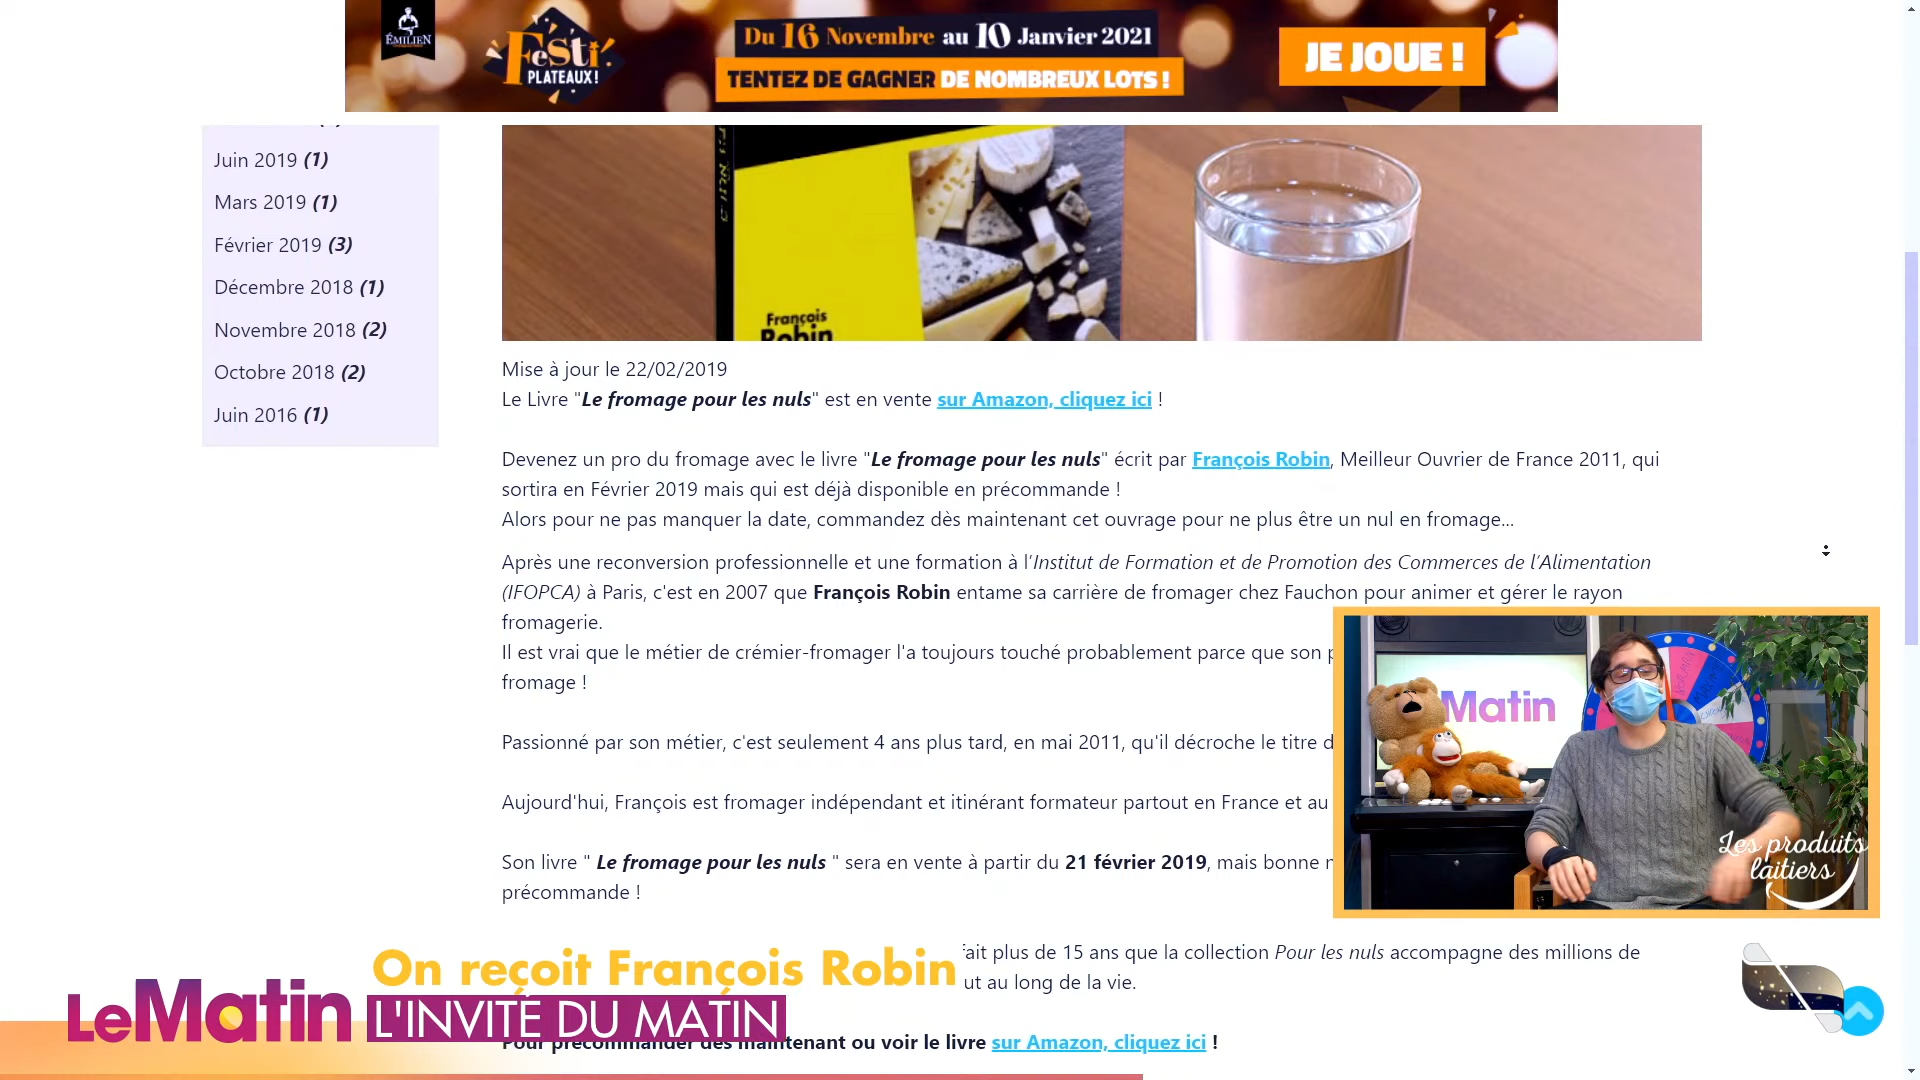 ÉMILIEN
FeSti
PLATEAUX !
Du 16 Novembre au 10 Janvier 2021
TENTEZ DE GAGNER DE NOMBREUX LOTS !
JE JOUE !
Juin 2019 (1)
Mars 2019 (1)
Février 2019 (3)
Décembre 2018 (1)
Novembre 2018 (2)
Octobre 2018 (2)
Juin 2016 (1)
François
Robin
Mise à jour le 22/02/2019
Le Livre "Le fromage pour les nuls" est en vente sur Amazon, cliquez ici !
Devenez un pro du fromage avec le livre "Le fromage pour les nuls" écrit par François Robin, Meilleur Ouvrier de France 2011, qui
sortira en Février 2019 mais qui est déjà disponible en précommande !
Alors pour ne pas manquer la date, commandez dès maintenant cet ouvrage pour ne plus être un nul en fromage...
Après une reconversion professionnelle et une formation à l’Institut de Formation et de Promotion des Commerces de l’Alimentation
(IFOPCA) à Paris, c'est en 2007 que François Robin entame sa carrière de fromager chez Fauchon pour animer et gérer le rayon
fromagerie.
Il est vrai que le métier de crémier-fromager l'a toujours touché probablement parce que son
fromage !
Passionné par son métier, c'est seulement 4 ans plus tard, en mai 2011, qu'il décroche le titre
Aujourd'hui, François est fromager indépendant et itinérant formateur partout en France et au
Son livre " Le fromage pour les nuls " sera en vente à partir du 21 février 2019, mais bonne
précommande !
fait plus de 15 ans que la collection Pour les nuls accompagne des millions de
au long de la vie.
Pour précommander dès maintenant ou voir le livre sur Amazon, cliquez ici !
Matin
Les produits
laitiers
On reçoit François Robin
LeMatin
L'INVITÉ DU MATIN